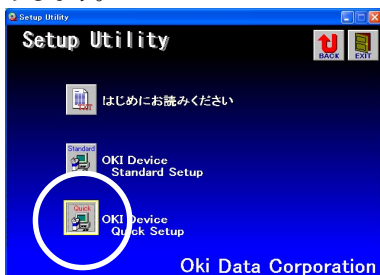 Setup Utility
Setup Utility
BACK
EXIT
はじめにお読みください
Standard
OKI Device
Standard Setup
Quick
OKI Device
Quick Setup
Oki Data Corporation